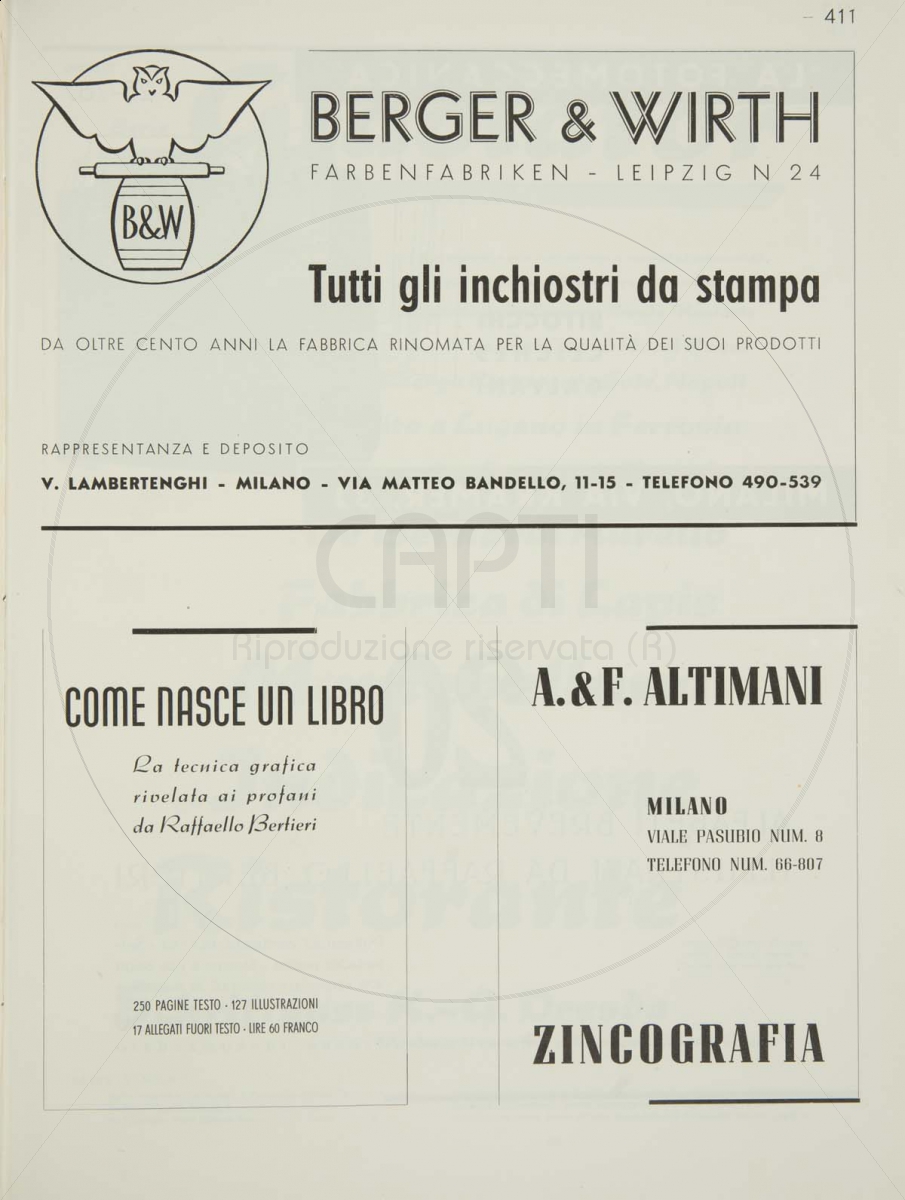 411
B&W
BERGER & WIRTH
FARBENFABRIKEN - LEIPZIG N 24
Tutti gli inchiostri da stampa
DA OLTRE CENTO ANNI LA FABBRICA RINOMATA PER LA QUALITÀ DEI SUOI PRODOTTI
RAPPRESENTANZA E DEPOSITO
V. LAMBERTENGHI - MILANO - VIA MATTEO BANDELLO, 11-15 - TELEFONO 490-539
CAPTI
Riproduzione riservata (R)
COME NASCE UN LIBRO
La tecnica grafica
rivelata ai profani
da Raffaello Bertieri
250 PAGINE TESTO - 127 ILLUSTRAZIONI
17 ALLEGATI FUORI TESTO - LIRE 60 FRANCO
A. & F. ALTIMANI
MILANO
VIALE PASUBIO NUM. 8
TELEFONO NUM. 66-807
ZINCOGRAFIA